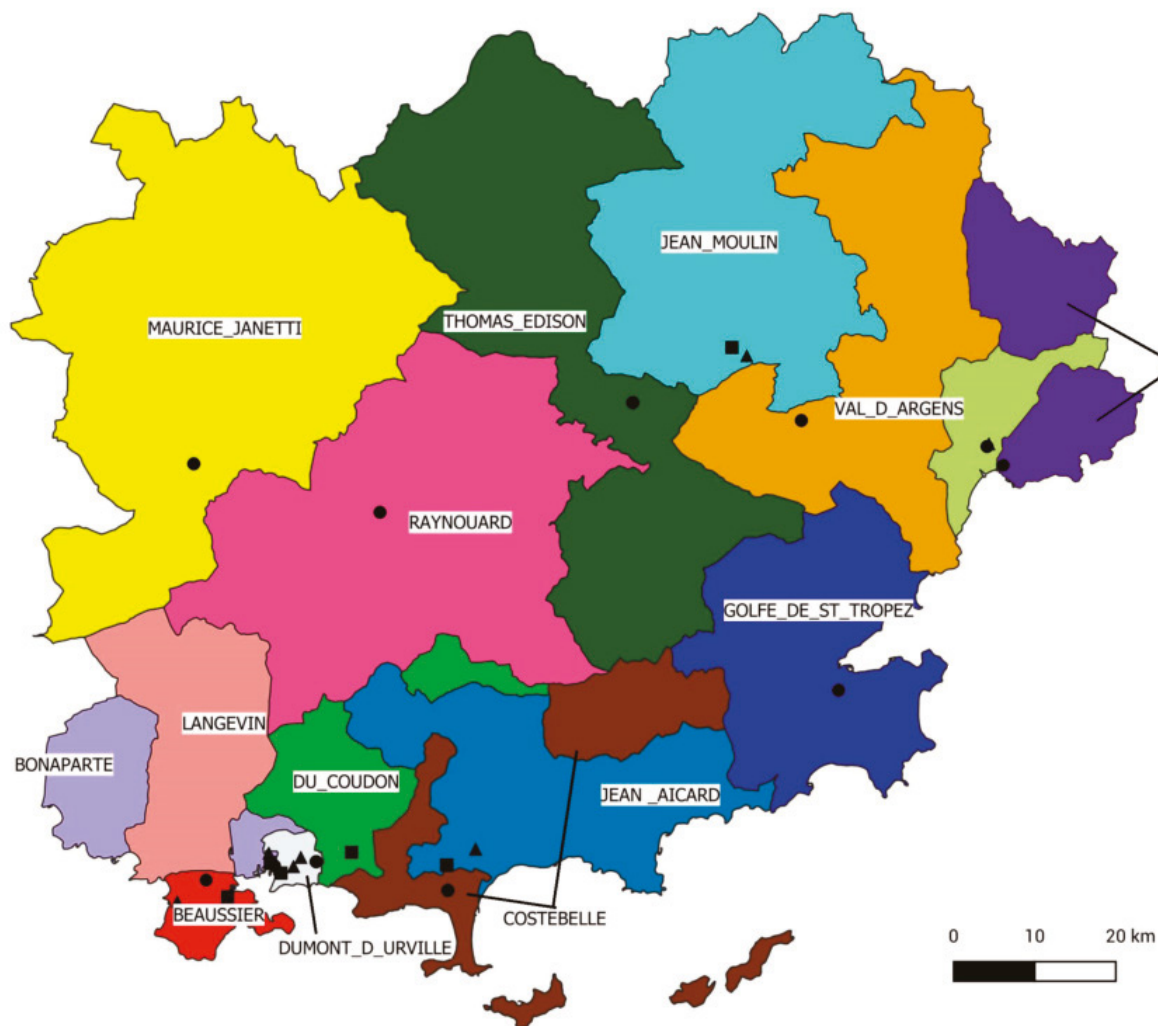 JEAN_MOULIN
MAURICE_JANETTI
THOMAS_EDISON
VAL_D_ARGENS
RAYNOUARD
GOLFE_DE_ST_TROPEZ
LANGEVIN
BONAPARTE
DU_COUDON
JEAN _AICARD
BEAUSSIER
COSTEBELLE
DUMONT_D_URVILLE
0 10 20 km